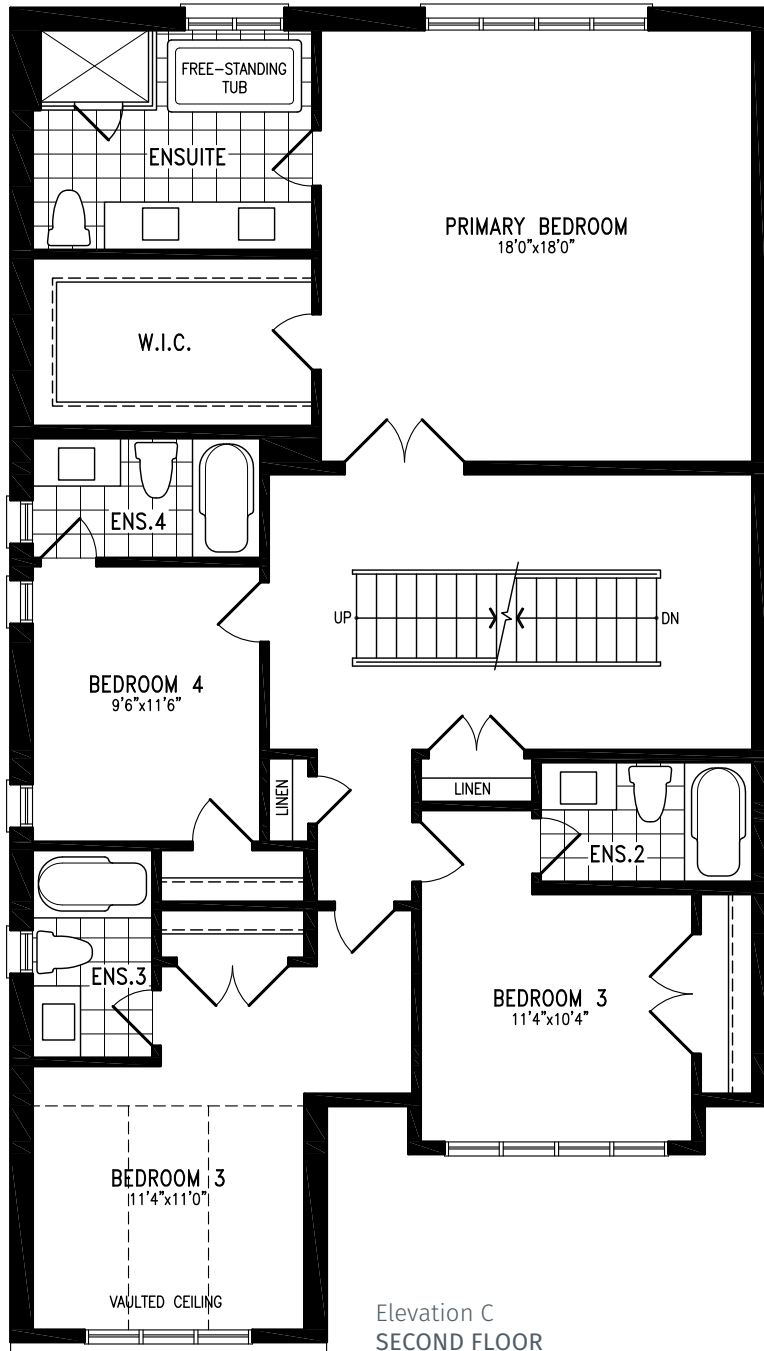 FREE-STANDING
TUB
ENSUITE
PRIMARY BEDROOM
18'0"x18'0"
W.I.C.
ENS.4
UP
DN
BEDROOM 4
9'6"x11'6"
LINEN
LINEN
ENS.2
ENS.3
BEDROOM 3
11'4"x10'4"
BEDROOM 3
11'4"x11'0"
VAULTED CEILING
Elevation C
SECOND FLOOR